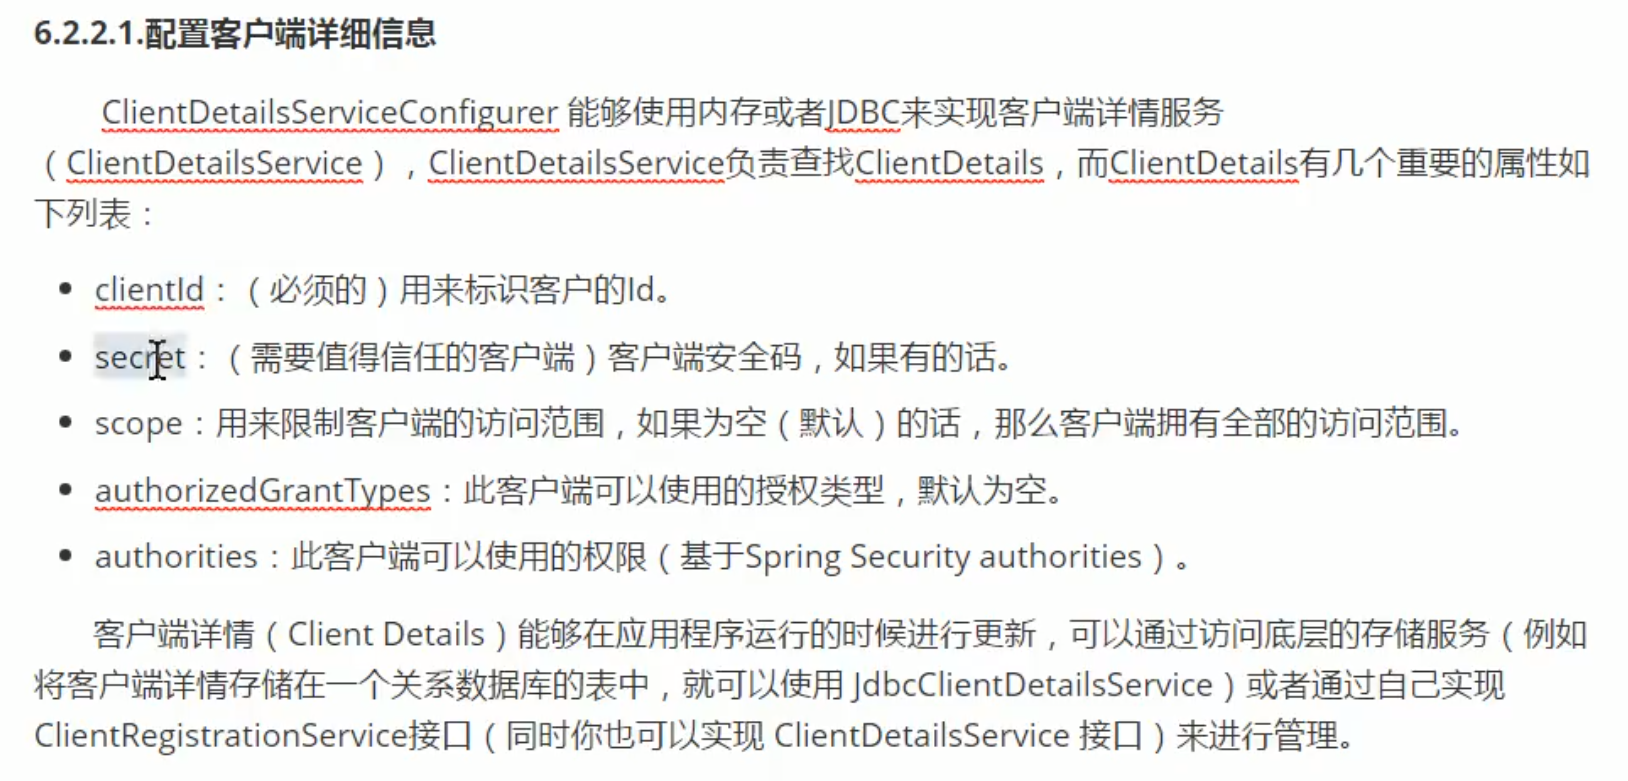 6.2.2.1.配置客户端详细信息
ClientDetailsServiceConfigurer 能够使用内存或者JDBC来实现客户端详情服务
（ClientDetailsService），ClientDetailsService负责查找ClientDetails，而ClientDetails有几个重要的属性如
下列表：
• clientId：（必须的）用来标识客户的Id。
• secret：（需要值得信任的客户端）客户端安全码，如果有的话。
• scope：用来限制客户端的访问范围，如果为空（默认）的话，那么客户端拥有全部的访问范围。
• authorizedGrantTypes：此客户端可以使用的授权类型，默认为空。
• authorities：此客户端可以使用的权限（基于Spring Security authorities）。
客户端详情（Client Details）能够在应用程序运行的时候进行更新，可以通过访问底层的存储服务（例如
将客户端详情存储在一个关系数据库的表中，就可以使用 JdbcClientDetailsService）或者通过自己实现
ClientRegistrationService接口（同时你也可以实现 ClientDetailsService 接口）来进行管理。